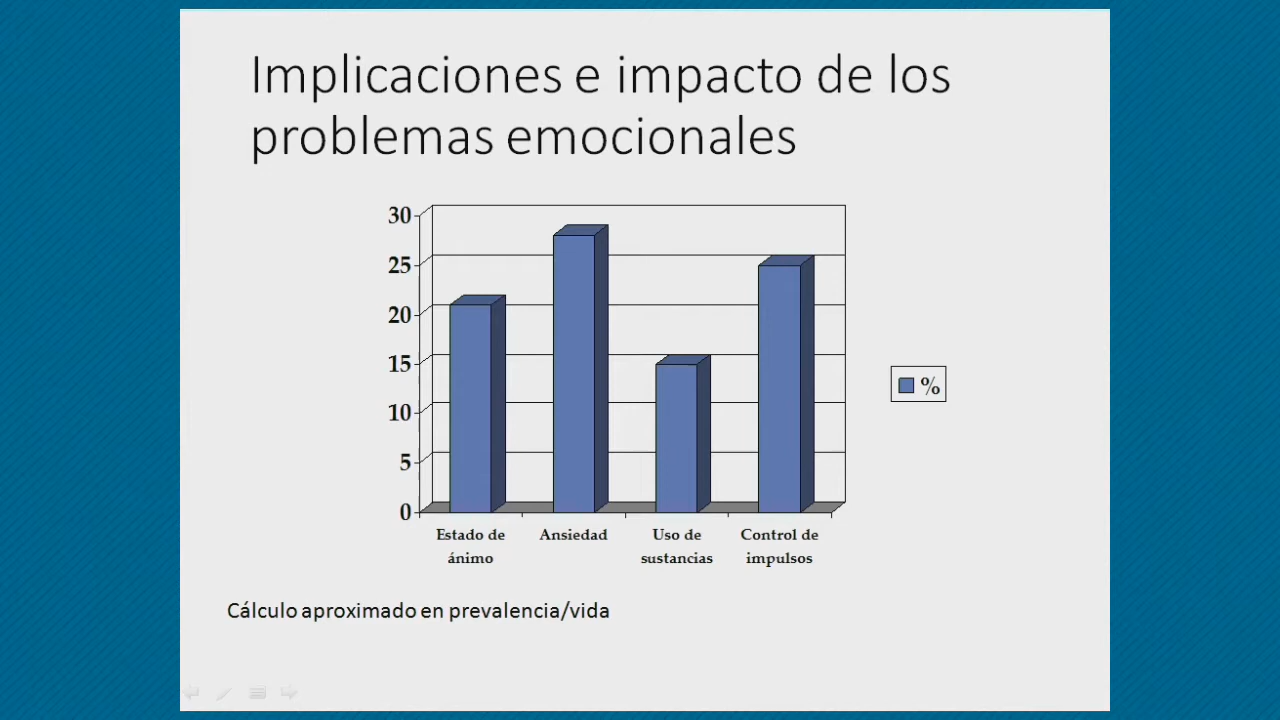 Implicaciones e impacto de los
problemas emocionales
30
25
20
15
10
5
0
Estado de
ánimo
Ansiedad
Uso de
sustancias
Control de
impulsos
%
Cálculo aproximado en prevalencia/vida